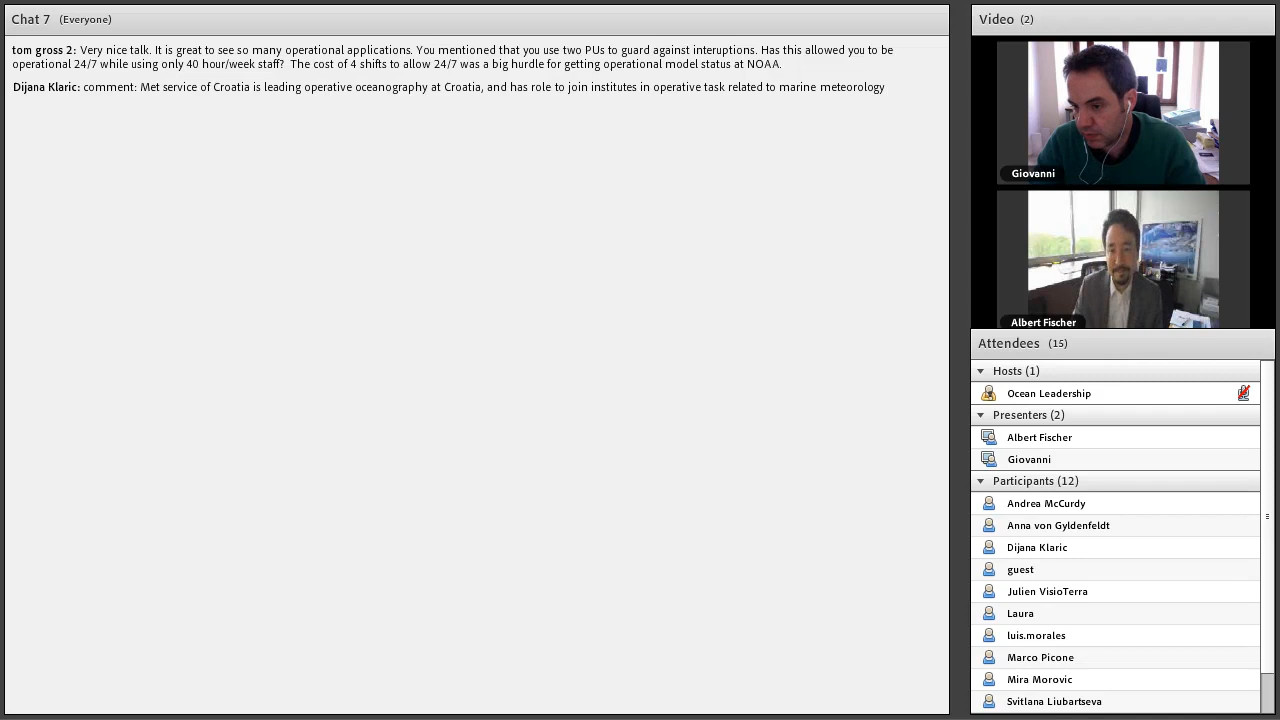 Chat 7 (Everyone)
tom gross 2: Very nice talk. It is great to see so many operational applications. You mentioned that you use two PUs to guard against interuptions. Has this allowed you to be
operational 24/7 while using only 40 hour/week staff? The cost of 4 shifts to allow 24/7 was a big hurdle for getting operational model status at NOAA.
Dijana Klaric: comment: Met service of Croatia is leading operative oceanography at Croatia, and has role to join institutes in operative task related to marine meteorology
Video (2)
Giovanni
Albert Fischer
Attendees (15)
Hosts (1)
Ocean Leadership
Presenters (2)
Albert Fischer
Giovanni
Participants (12)
Andrea McCurdy
Anna von Gyldenfeldt
Dijana Klaric
guest
Julien VisioTerra
Laura
luis.morales
Marco Picone
Mira Morovic
Svitlana Liubartseva